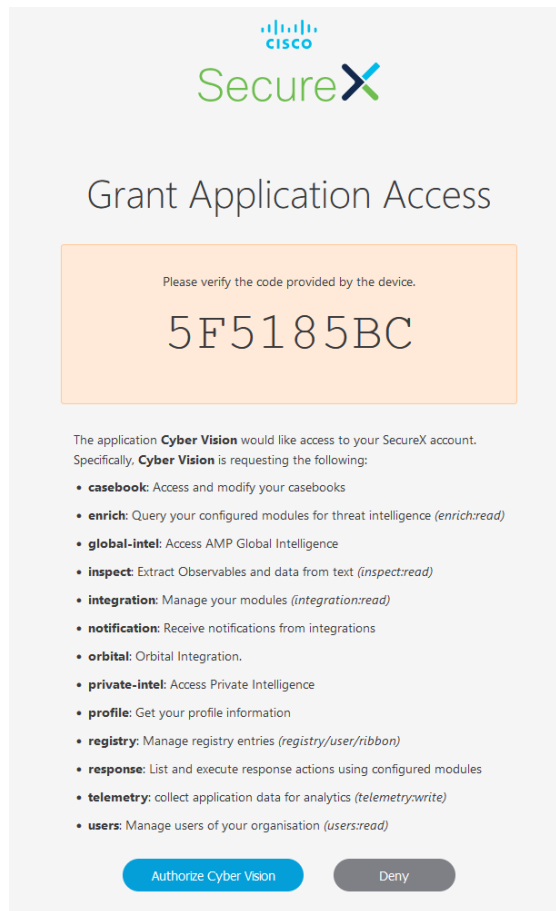 CISCO
SecureX
Grant Application Access
Please verify the code provided by the device.
5F5185BC
The application Cyber Vision would like access to your SecureX account.
Specifically, Cyber Vision is requesting the following:
• casebook: Access and modify your casebooks
• enrich: Query your configured modules for threat intelligence (enrich:read)
• global-intel: Access AMP Global Intelligence
• inspect: Extract Observables and data from text (inspect:read)
• integration: Manage your modules (integration:read)
• notification: Receive notifications from integrations
• orbital: Orbital Integration.
• private-intel: Access Private Intelligence
• profile: Get your profile information
• registry: Manage registry entries (registry/user/ribbon)
• response: List and execute response actions using configured modules
• telemetry: collect application data for analytics (telemetry:write)
• users: Manage users of your organisation (users:read)
Authorize Cyber Vision Deny